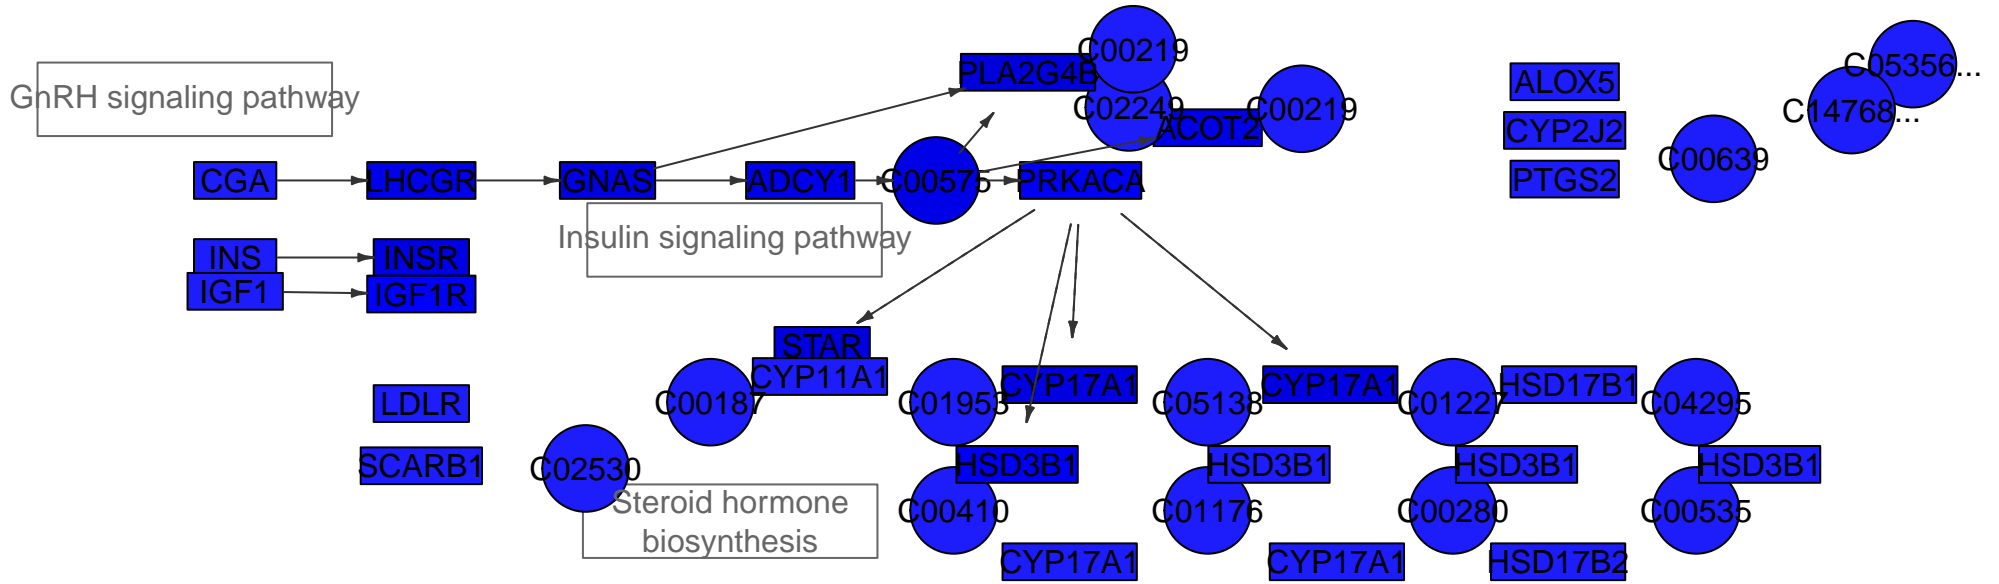 C00219
C05356...
PLA2G4B
ALOX5
GnRH signaling pathway
C02249
C00219
C14768...
ACOT2
CYP2J2
C00639
CGA
LHCGR
GNAS
ADCY1
C00575
PRKACA
PTGS2
Insulin signaling pathway
INS
INSR
IGF1
IGF1R
STAR
CYP11A1
CYP17A1
CYP17A1
HSD17B1
LDLR
C00187
C01953
C05138
C01227
C04295
SCARB1
C02530
HSD3B1
HSD3B1
HSD3B1
HSD3B1
Steroid hormone
biosynthesis
C00410
C01176
C00280
C00535
CYP17A1
CYP17A1
HSD17B2